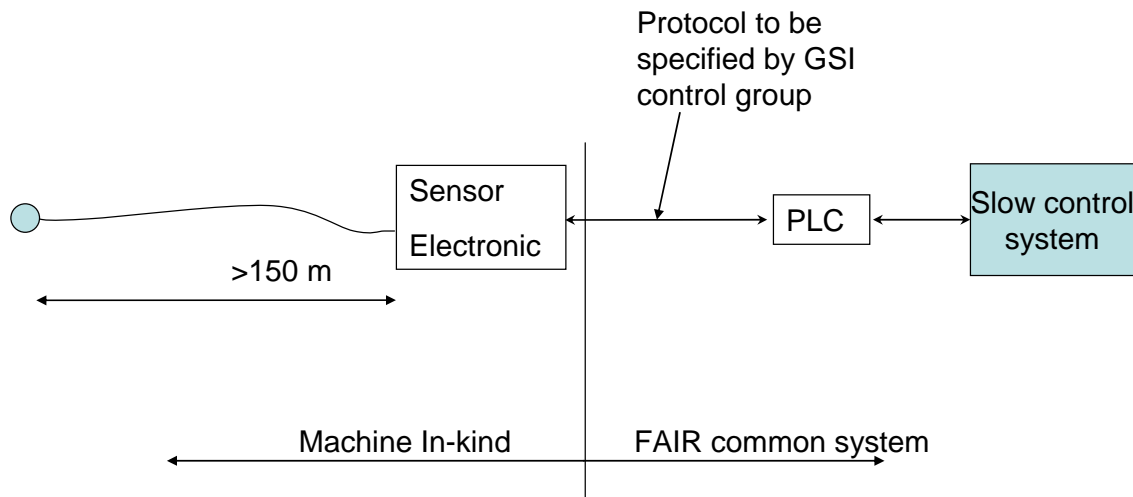 Protocol to be
specified by GSI
control group
Sensor
Electronic
PLC
Slow control
system
>150 m
Machine In-kind
FAIR common system